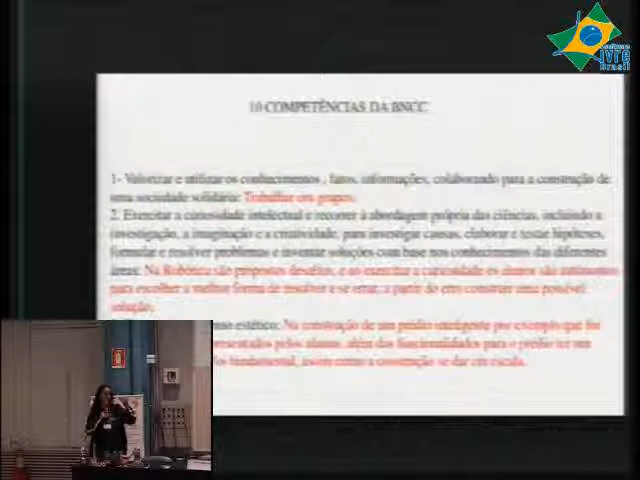 Software
livre
Brasil
10 COMPETÊNCIAS DA BNCC
1- Valorizar e utilizar os conhecimentos , fatos, informações, colaborando para a construção de
uma sociedade solidária: Trabalhar em grupos.
2. Exercitar a curiosidade intelectual e recorrer à abordagem própria das ciências, incluindo a
investigação, a imaginação e a criatividade, para investigar causas, elaborar e testar hipóteses,
formular e resolver problemas e inventar soluções com base nos conhecimentos das diferentes
áreas: Na Robótica são propostos desafios, e ao exercitar a curiosidade os alunos são autônomos
para escolher a melhor forma de resolver e se errar, a partir do erro construir uma possível
solução.
estético: Na construção de um prédio inteligente por exemplo que foi
pelos alunos, além das funcionalidades para o prédio ter um
fundamental, assim como a construção se dar em escala.